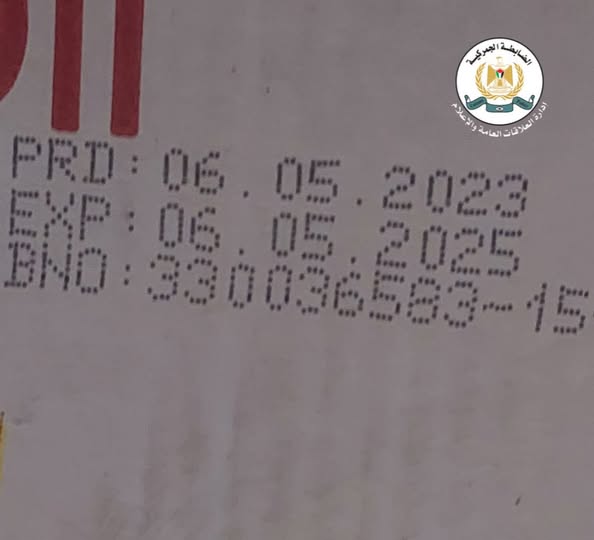 الضابطة الجمركية
إدارة العلاقات العامة والإعلام
PRD: 06.05.2023
EXP: 06.05.2025
BNO: 330036583-15